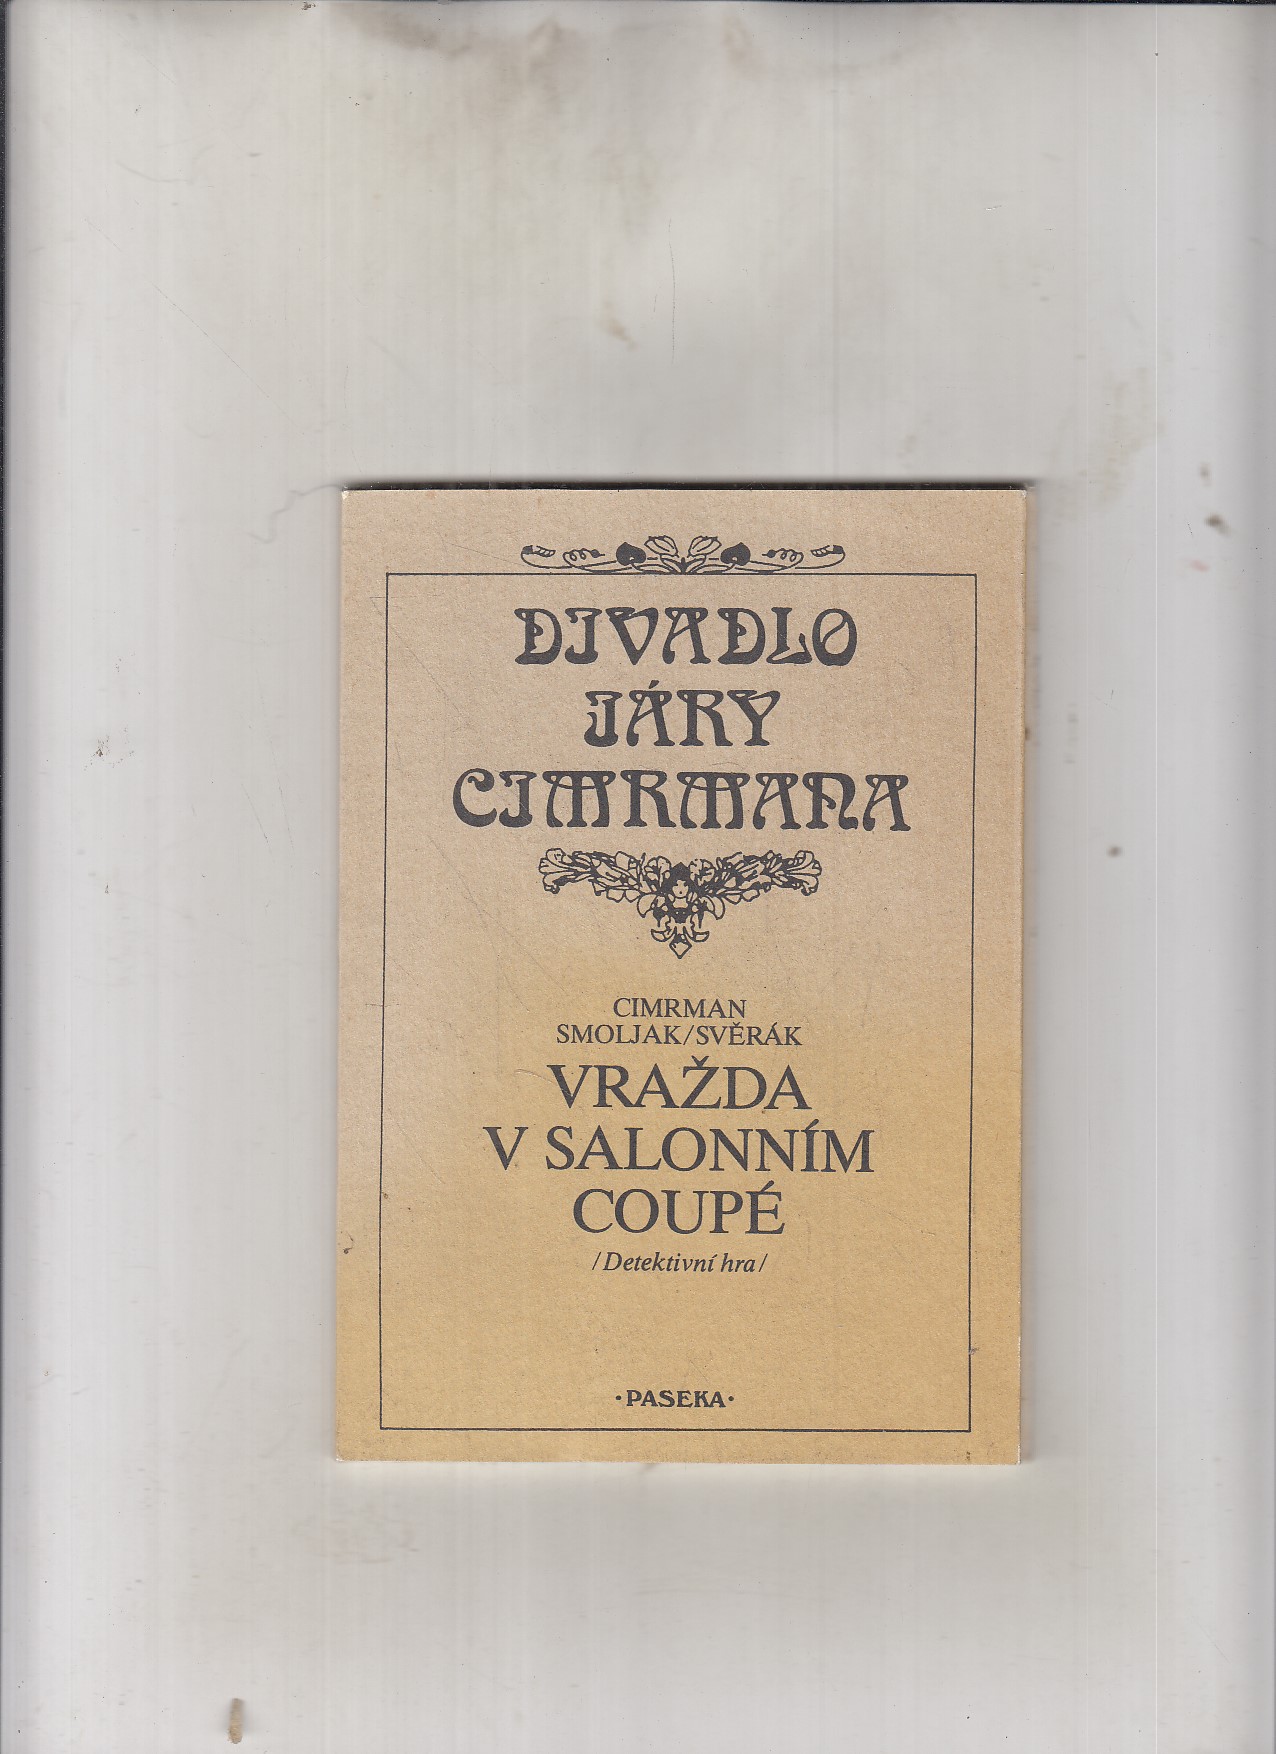 DIVADLO
JÁRY
CIMRMANA
CIMRMAN
SMOLJAK/SVĚRÁK
VRAŽDA
V SALONNÍM
COUPÉ
/Detektivní hra/
·PASEKA·